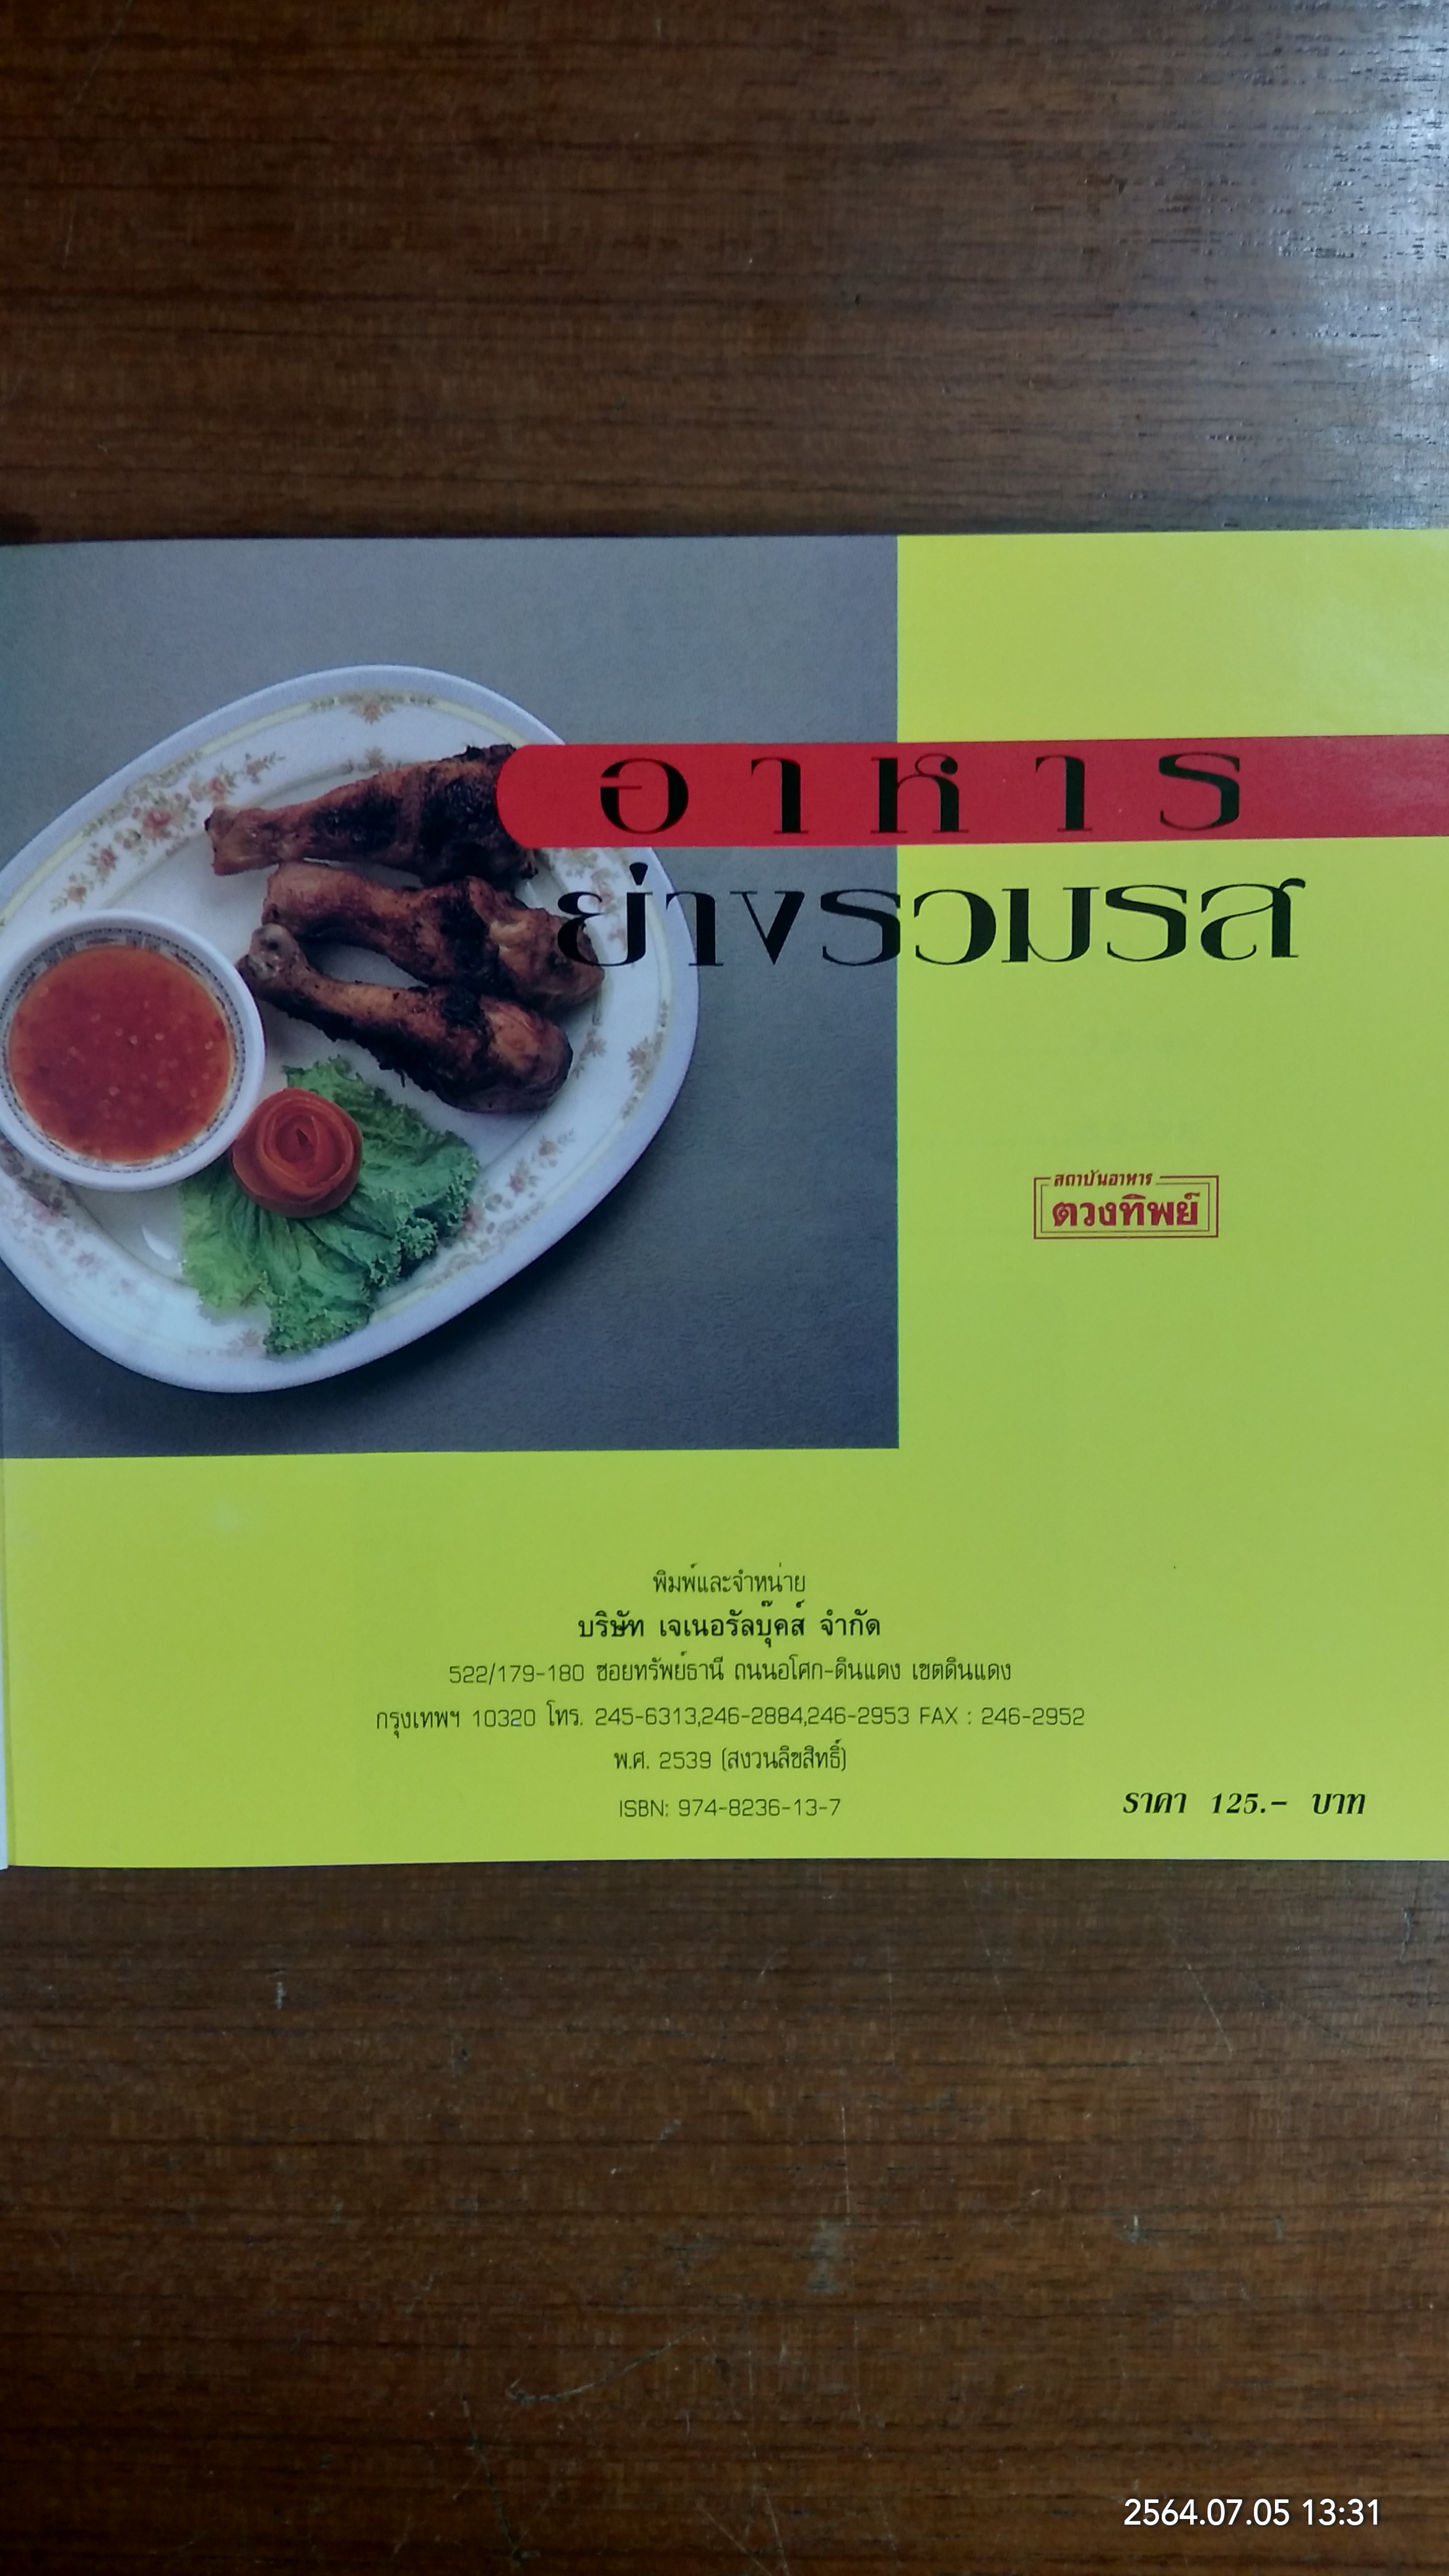 อาหาร
ย่างรวมรส
สถาบันอาหาร
ตวงทิพย์
พิมพ์และจำหน่าย
บริษัท เจเนอรัลบุ๊คส์ จำกัด
522/179-180 ซอยทรัพย์ธานี ถนนอโศก-ดินแดง เขตดินแดง
กรุงเทพฯ 10320 โทร. 245-6313,246-2884,246-2953 FAX : 246-2952
พ.ศ. 2539 (สงวนลิขสิทธิ์)
ISBN: 974-8236-13-7
ราคา 125.- บาท
2564.07.05 13:31